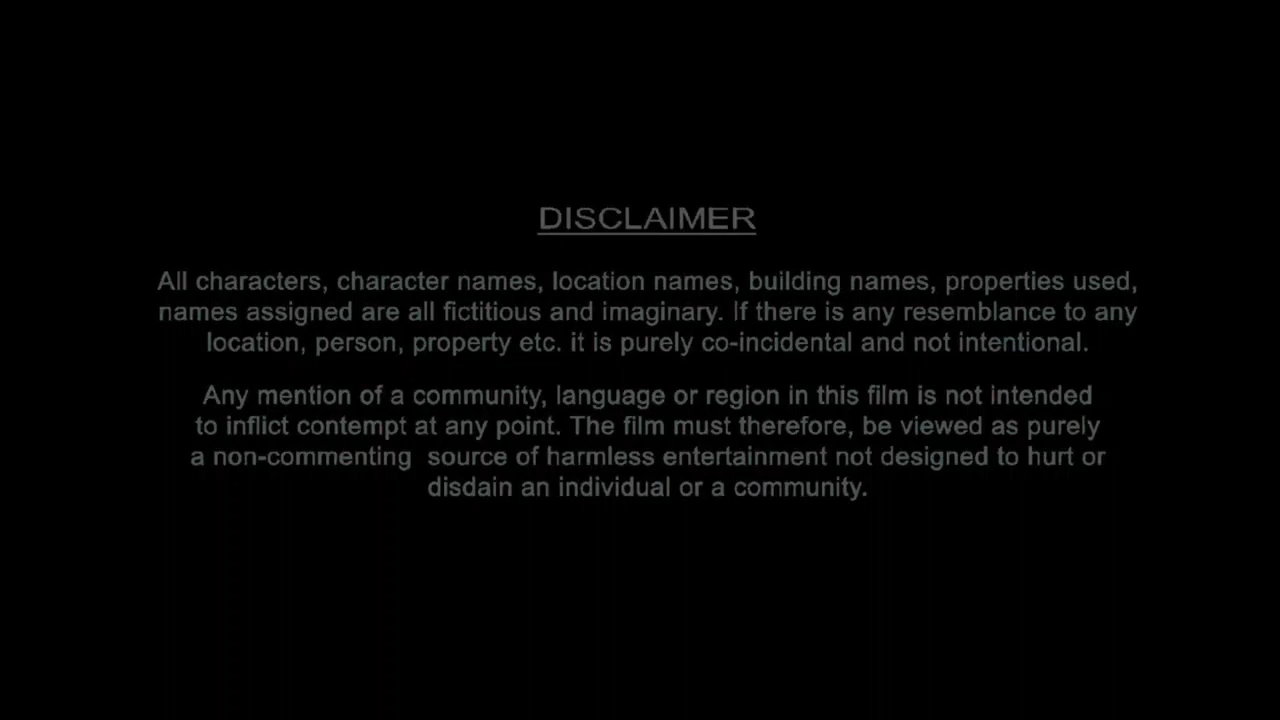 DISCLAIMER
All characters, character names, location names, building names, properties used,
names assigned are all fictitious and imaginary. If there is any resemblance to any
location, person, property etc. it is purely co-incidental and not intentional.
Any mention of a community, language or region in this film is not intended
to inflict contempt at any point. The film must therefore, be viewed as purely
a non-commenting  source of harmless entertainment not designed to hurt or
disdain an individual or a community.